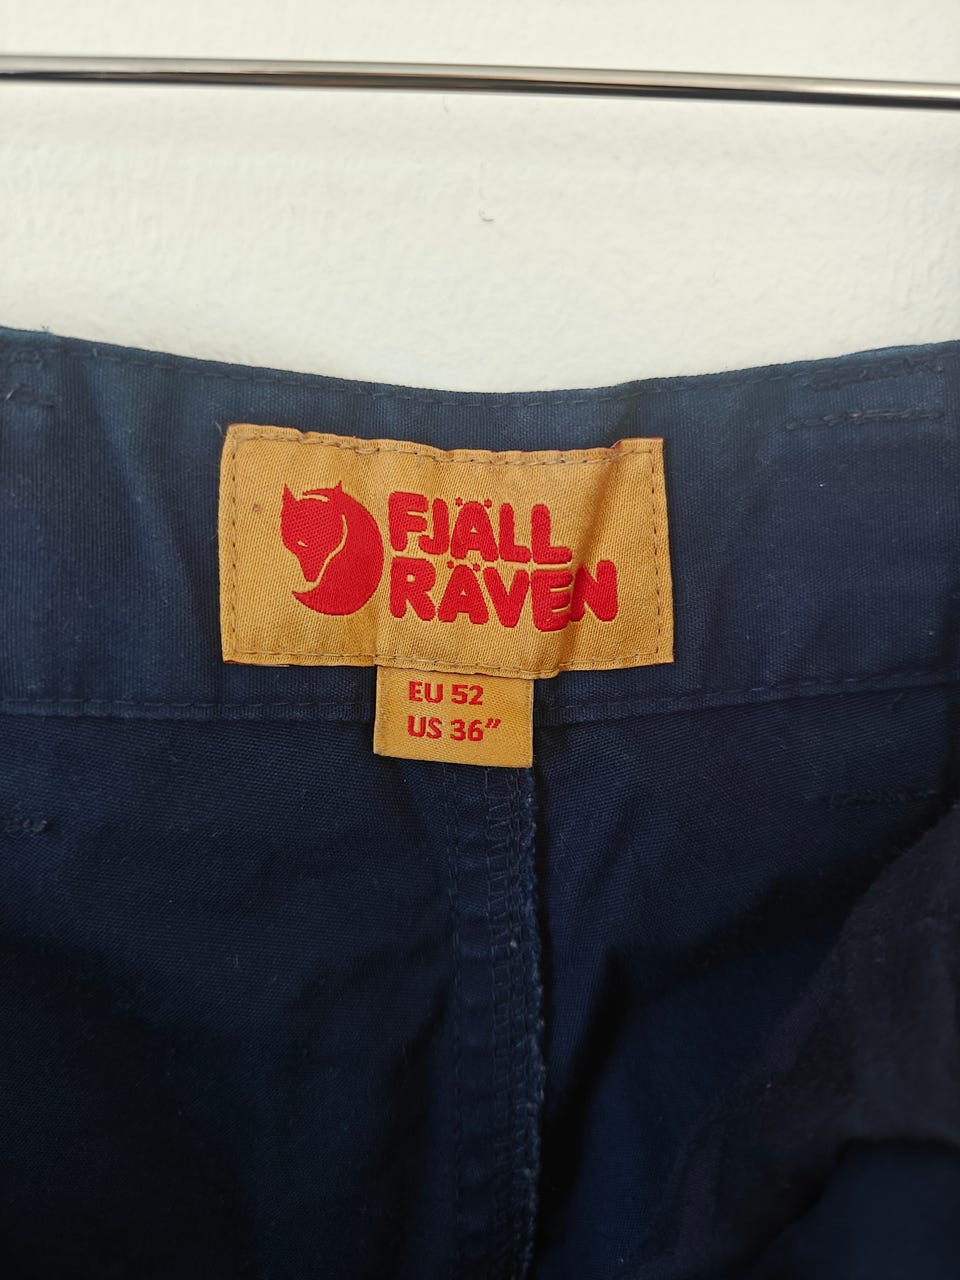 FJÄLL
RÄVEN
EU 52
US 36”